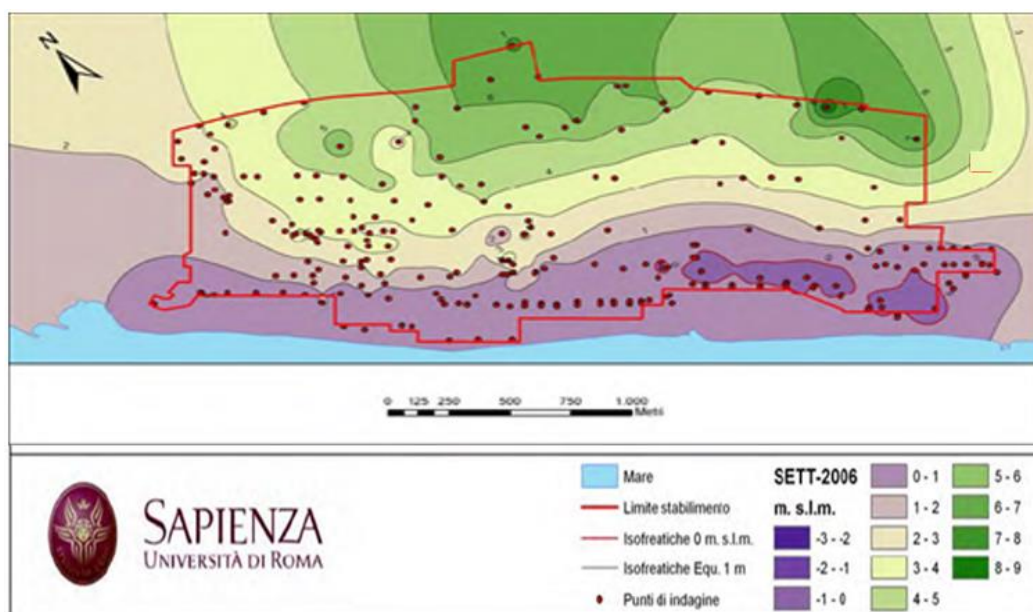 N
2
0 125 250 500 750 1.000
Metri
SAPIENZA
UNIVERSITÀ DI ROMA
Mare
Limite stabilimento
Isofreatiche 0 m. s.l.m.
Isofreatiche Equ. 1 m
Punti di indagine
SETT-2006
m. s.l.m.
-3 - -2
-2 - -1
-1 - 0
0 - 1
1 - 2
2 - 3
3 - 4
4 - 5
5 - 6
6 - 7
7 - 8
8 - 9